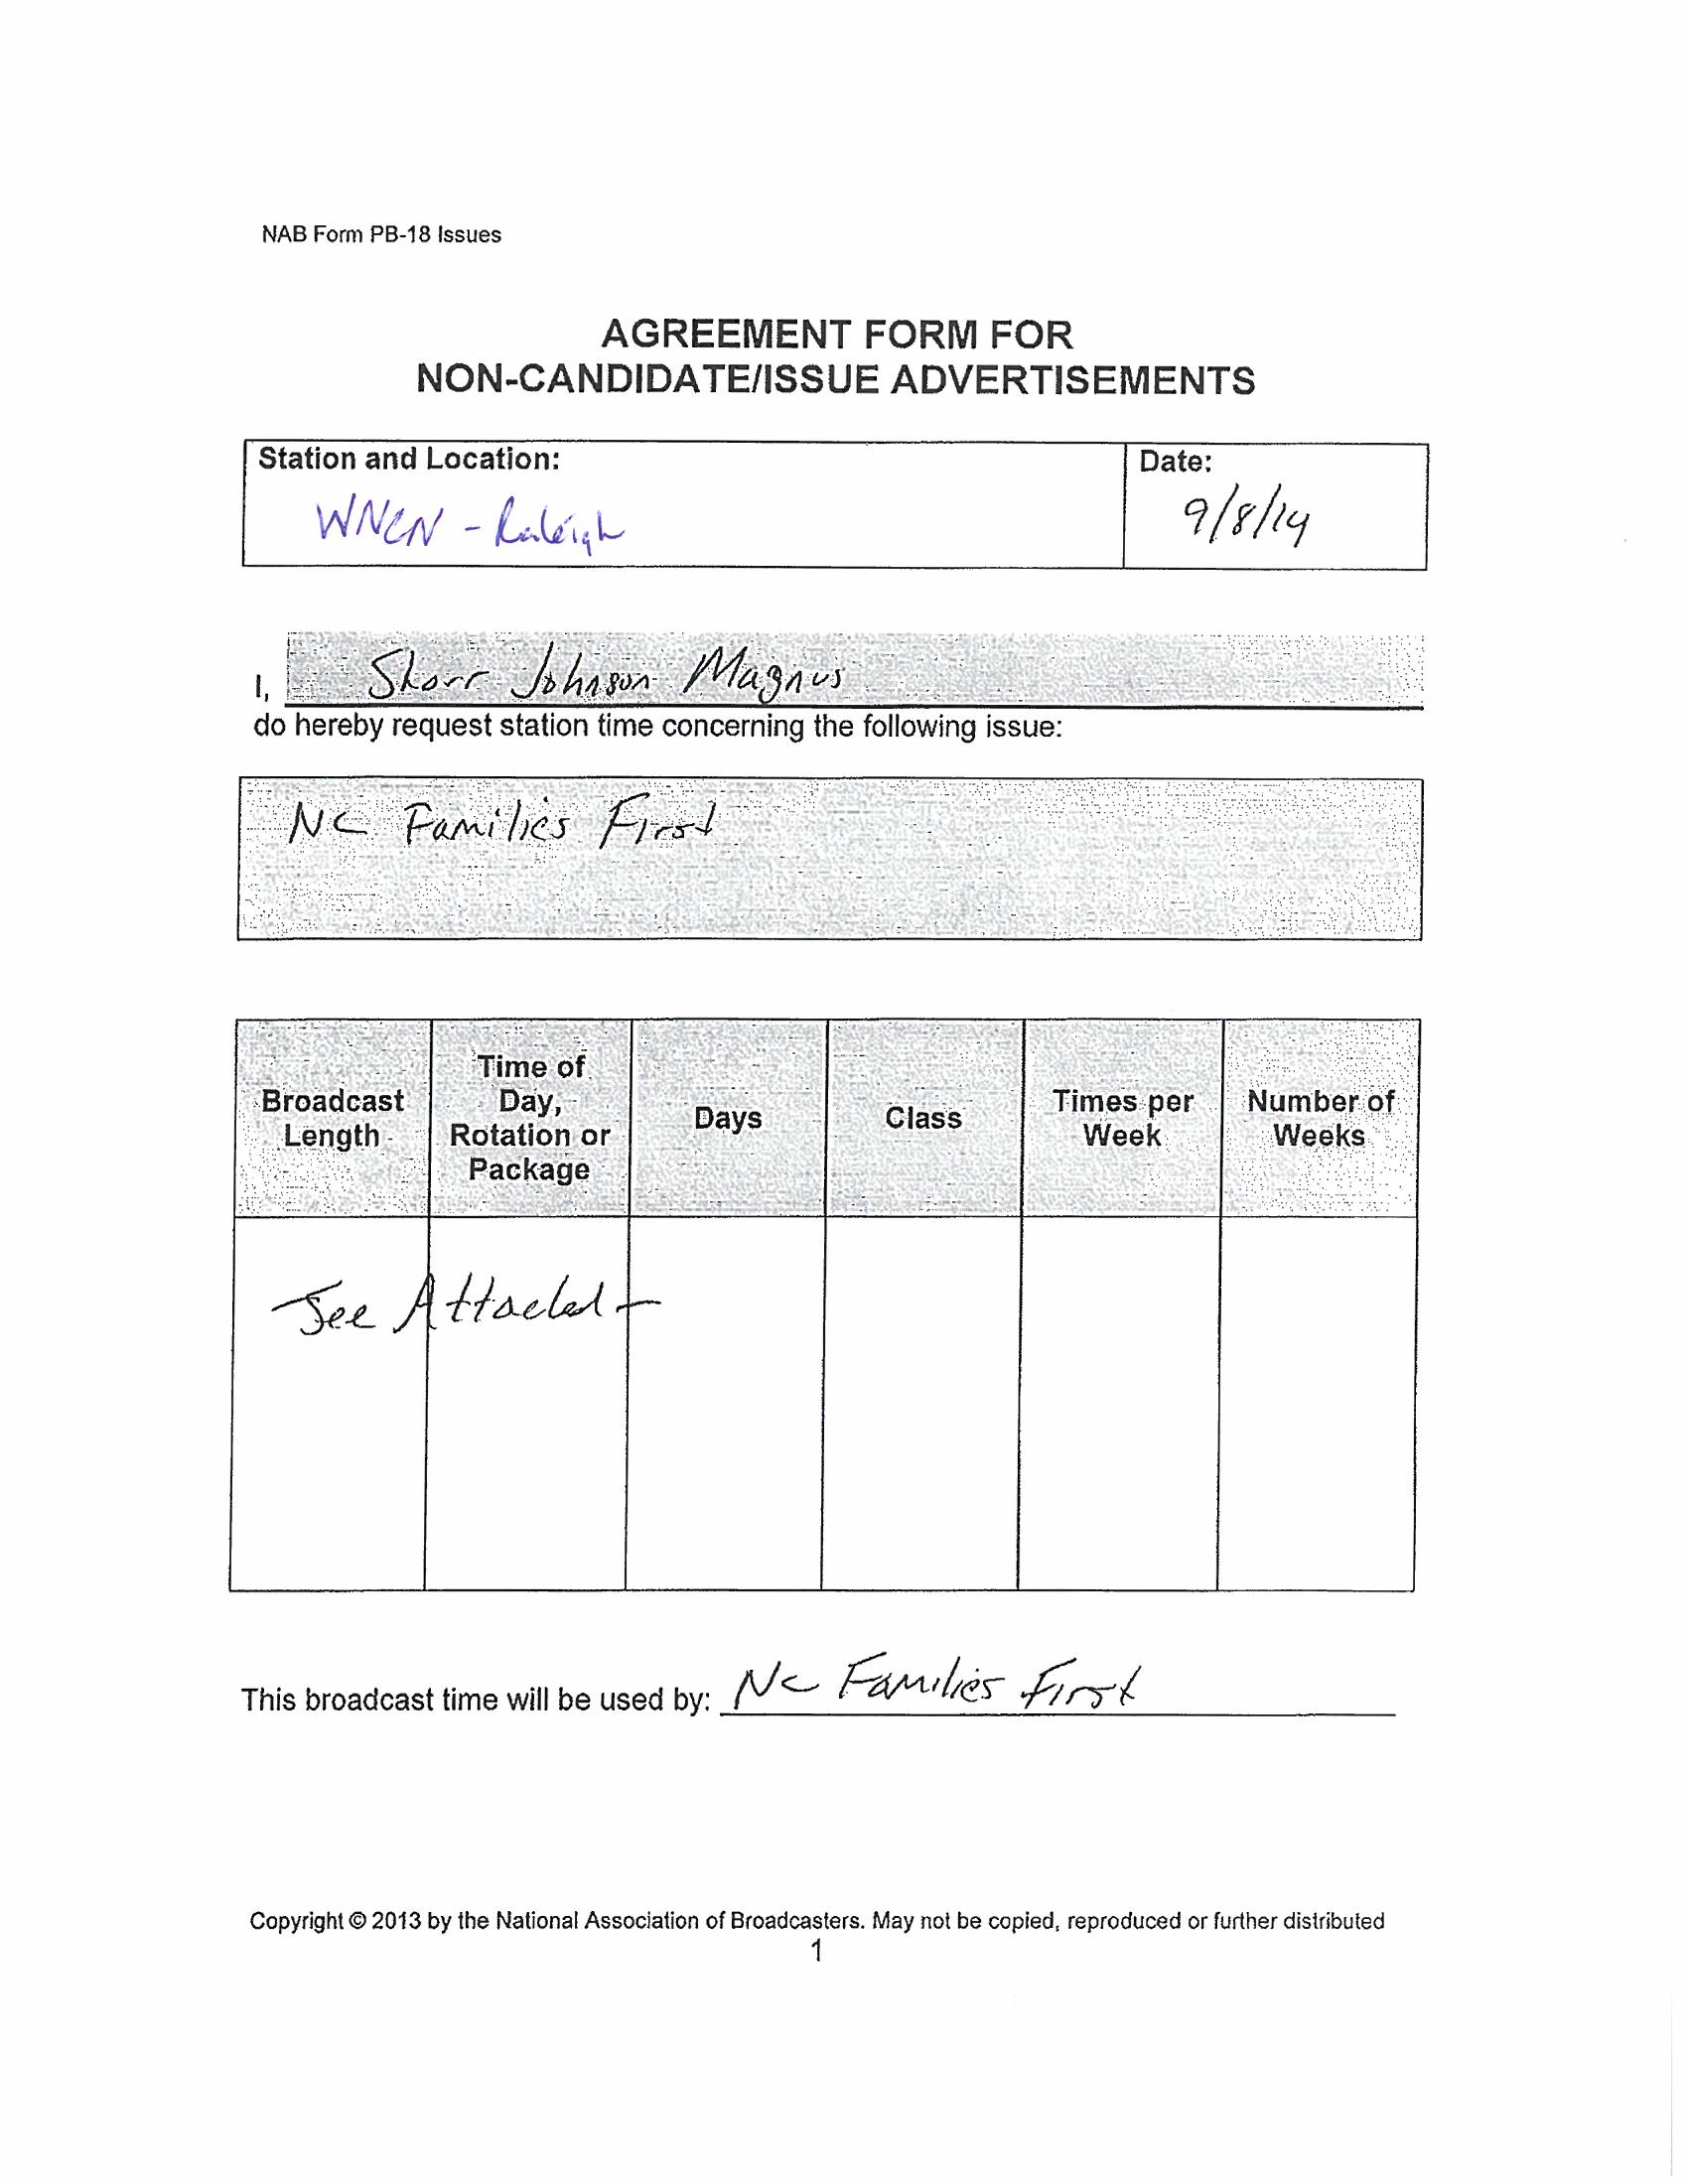 NAB Form PB-18 Issues
AGREEMENT FORM FOR
NON-CANDIDATE/ISSUE ADVERTISEMENTS
Station and Location:
Date:
WNCN - Raleigh
9/8/14
I, Shorr Johnson Magnus
do hereby request station time concerning the following issue:
NC Families First
Broadcast Length
Time of Day, Rotation or Package
Days
Class
Times per Week
Number of Weeks
- See Attached -
This broadcast time will be used by: NC Families First
Copyright © 2013 by the National Association of Broadcasters. May not be copied, reproduced or further distributed
1